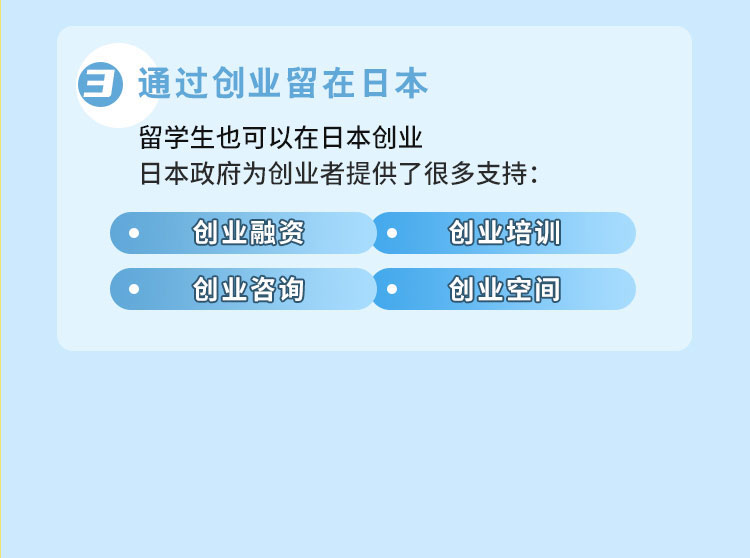 3 通过创业留在日本
留学生也可以在日本创业
日本政府为创业者提供了很多支持：
创业融资 创业培训
创业咨询 创业空间